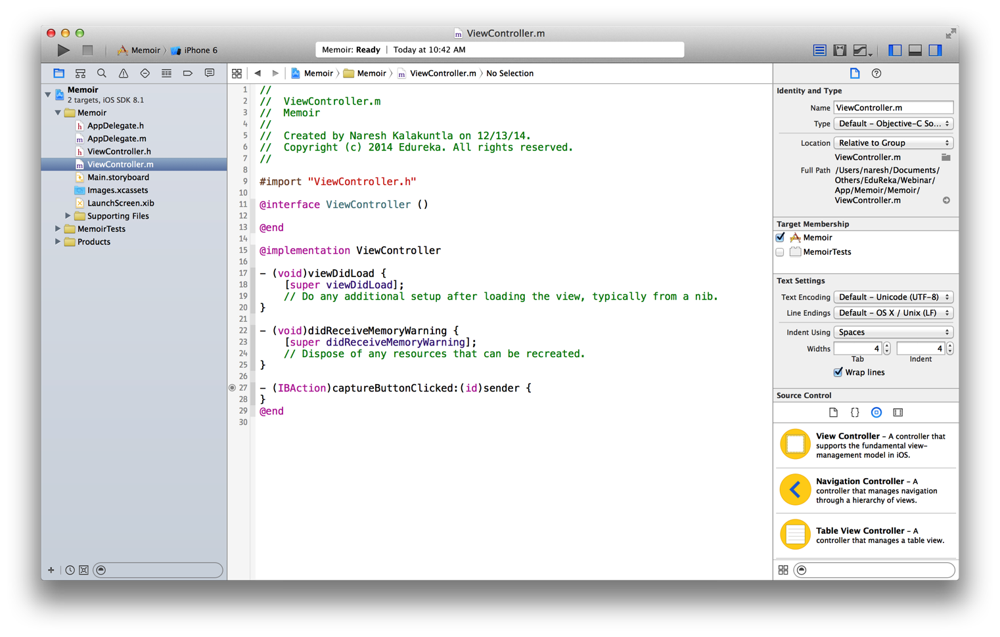 ViewController.m
Memoir 〉 iPhone 6
Memoir: Ready | Today at 10:42 AM
Memoir 〉 Memoir 〉 m ViewController.m 〉 No Selection
Memoir
2 targets, iOS SDK 8.1
Memoir
h AppDelegate.h
m AppDelegate.m
h ViewController.h
m ViewController.m
Main.storyboard
Images.xcassets
LaunchScreen.xib
Supporting Files
MemoirTests
Products
1 //
2 //  ViewController.m
3 //  Memoir
4 //
5 //  Created by Naresh Kalakuntla on 12/13/14.
6 //  Copyright (c) 2014 Edureka. All rights reserved.
7 //
8
9 #import "ViewController.h"
10
11 @interface ViewController ()
12
13 @end
14
15 @implementation ViewController
16
17 - (void)viewDidLoad {
18     [super viewDidLoad];
19     // Do any additional setup after loading the view, typically from a nib.
20 }
21
22 - (void)didReceiveMemoryWarning {
23     [super didReceiveMemoryWarning];
24     // Dispose of any resources that can be recreated.
25 }
26
27 - (IBAction)captureButtonClicked:(id)sender {
28 }
29 @end
30
Identity and Type
Name ViewController.m
Type Default - Objective-C So...
Location Relative to Group
ViewController.m
Full Path /Users/naresh/Documents/
Others/EduReka/Webinar/
App/Memoir/Memoir/
ViewController.m
Target Membership
Memoir
MemoirTests
Text Settings
Text Encoding Default - Unicode (UTF-8)
Line Endings Default - OS X / Unix (LF)
Indent Using Spaces
Widths 4 4
Tab Indent
Wrap lines
Source Control
View Controller - A controller that
supports the fundamental view-
management model in iOS.
Navigation Controller - A
controller that manages navigation
through a hierarchy of views.
Table View Controller - A
controller that manages a table view.